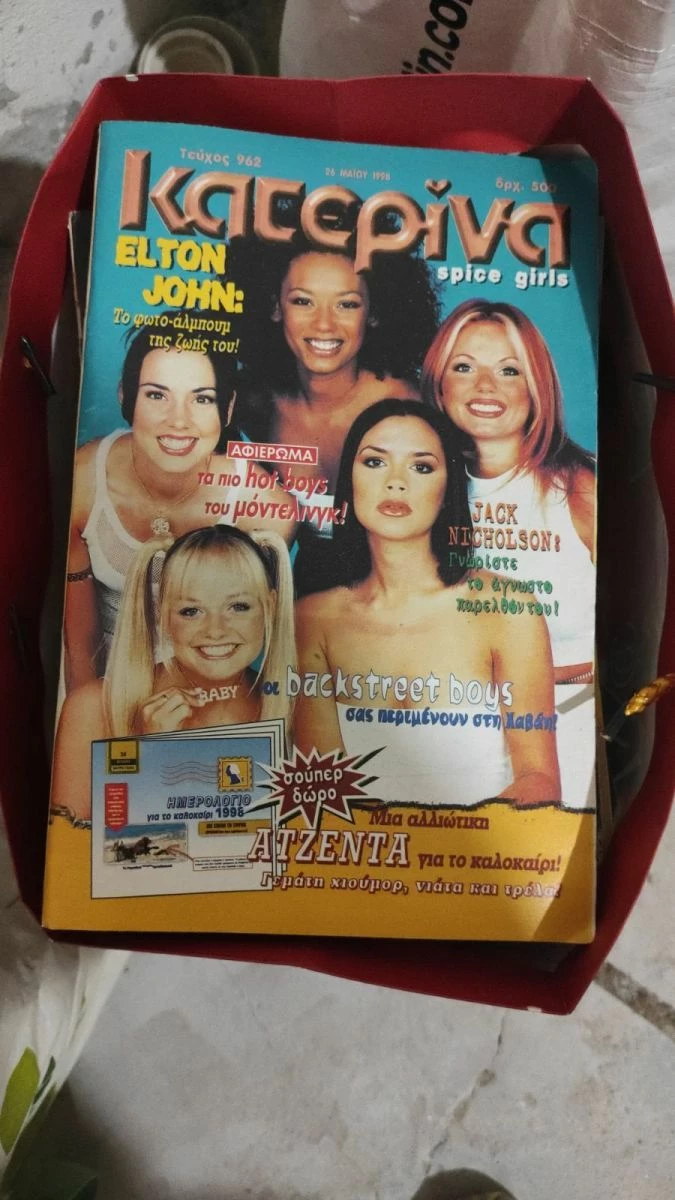 in.co
Τεύχος 962
26 ΜΑΪΟΥ 1998
δρχ. 500
κατερίνα
spice girls
ELTON
JOHN:
Το φωτο-άλμπουμ
της ζωής του!
ΑΦΙΕΡΩΜΑ
τα πιο hot boys
του μόντελινγκ!
JACK
NICHOLSON:
Γνωρίστε
το άγνωστο
παρελθόν του!
BABY
οι backstreet boys
σας περιμένουν στη Χαβάη!
σούπερ
δώρο
ΗΜΕΡΟΛΟΓΙΟ
για το καλοκαίρι 1998
Μια αλλιώτικη
ΑΤΖΕΝΤΑ για το καλοκαίρι!
Γεμάτη χιούμορ, νιάτα και τρέλα!